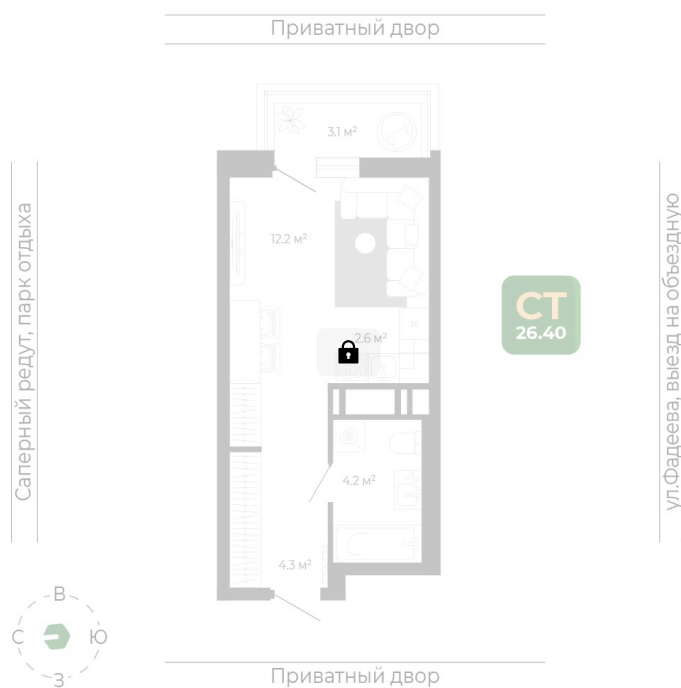 Приватный двор
3.1 м²
Саперный редут, парк отдыха
12.2 м²
ул.Фадеева, выезд на объездную
СТ
26.40
2.6 м²
4.2 м²
4.3 м²
В
С
Ю
З
Приватный двор